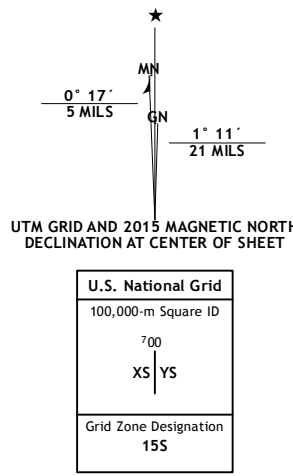 ★
MN
0° 17´
5 MILS
GN
1° 11´
21 MILS
UTM GRID AND 2015 MAGNETIC NORTH
DECLINATION AT CENTER OF SHEET
U.S. National Grid
100,000-m Square ID
⁷00
XS YS
Grid Zone Designation
15S